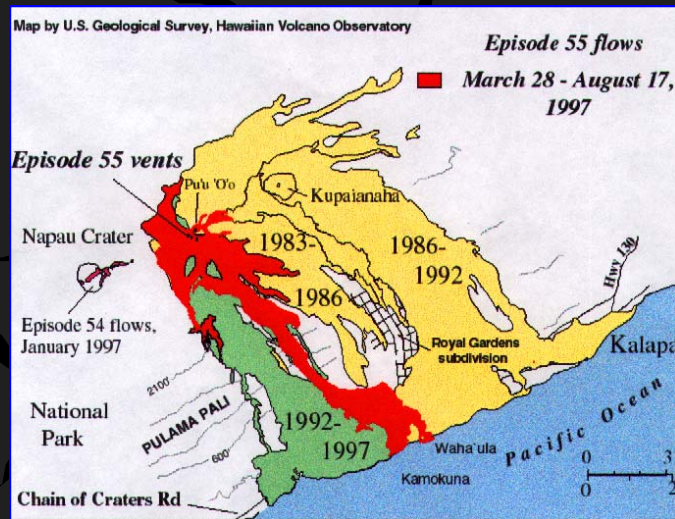 Map by U.S. Geological Survey, Hawaiian Volcano Observatory
Episode 55 flows
March 28 - August 17,
1997
Episode 55 vents
Pu'u 'O'o
Kupaianaha
Napau Crater
1983-
1986
1986-
1992
Hwy 130
Episode 54 flows,
January 1997
Royal Gardens
subdivision
Kalapa
2100'
National
Park
PULAMA PALI
600'
1992-
1997
Waha`ula
Pacific Ocean
Kamokuna
Chain of Craters Rd
0 3
0 2